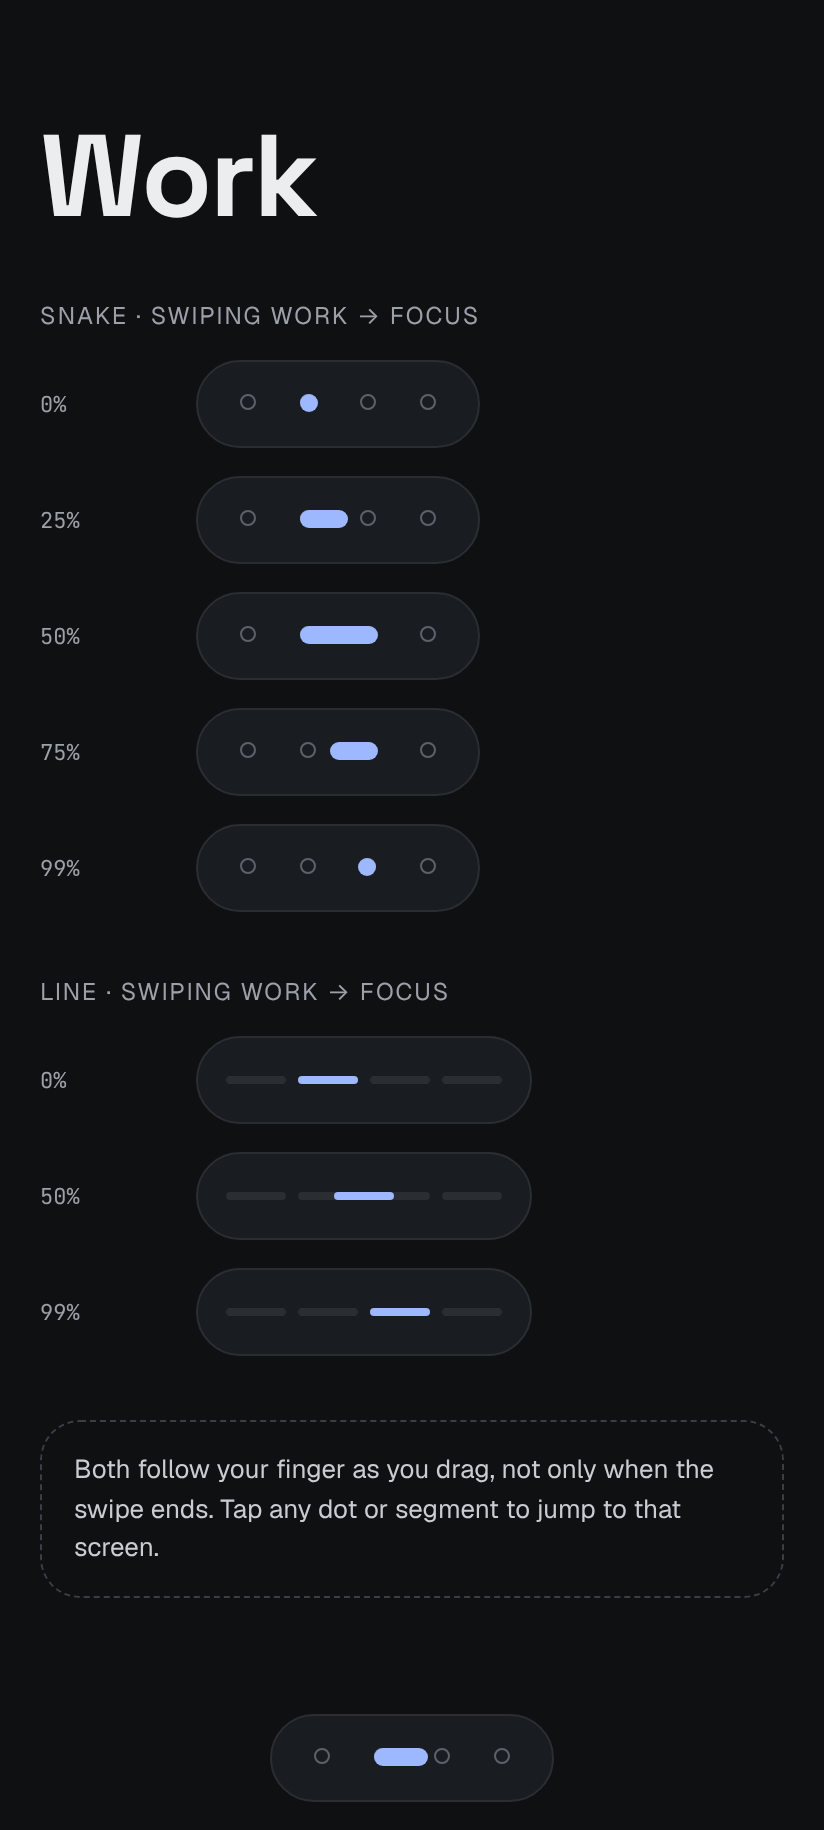 Work
SNAKE · SWIPING WORK → FOCUS
0%
25%
50%
75%
99%
LINE · SWIPING WORK → FOCUS
0%
50%
99%
Both follow your finger as you drag, not only when the
swipe ends. Tap any dot or segment to jump to that
screen.